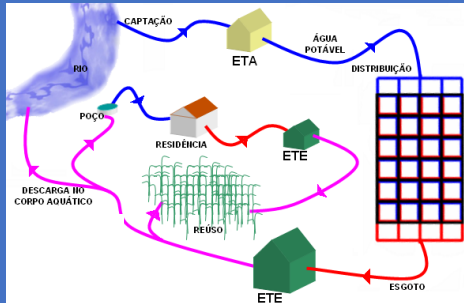 CAPTAÇÃO
ÁGUA
POTÁVEL
ETA
RIO
DISTRIBUIÇÃO
POÇO
RESIDÊNCIA
ETE
DESCARGA NO
CORPO AQUÁTICO
REÚSO
ESGOTO
ETE